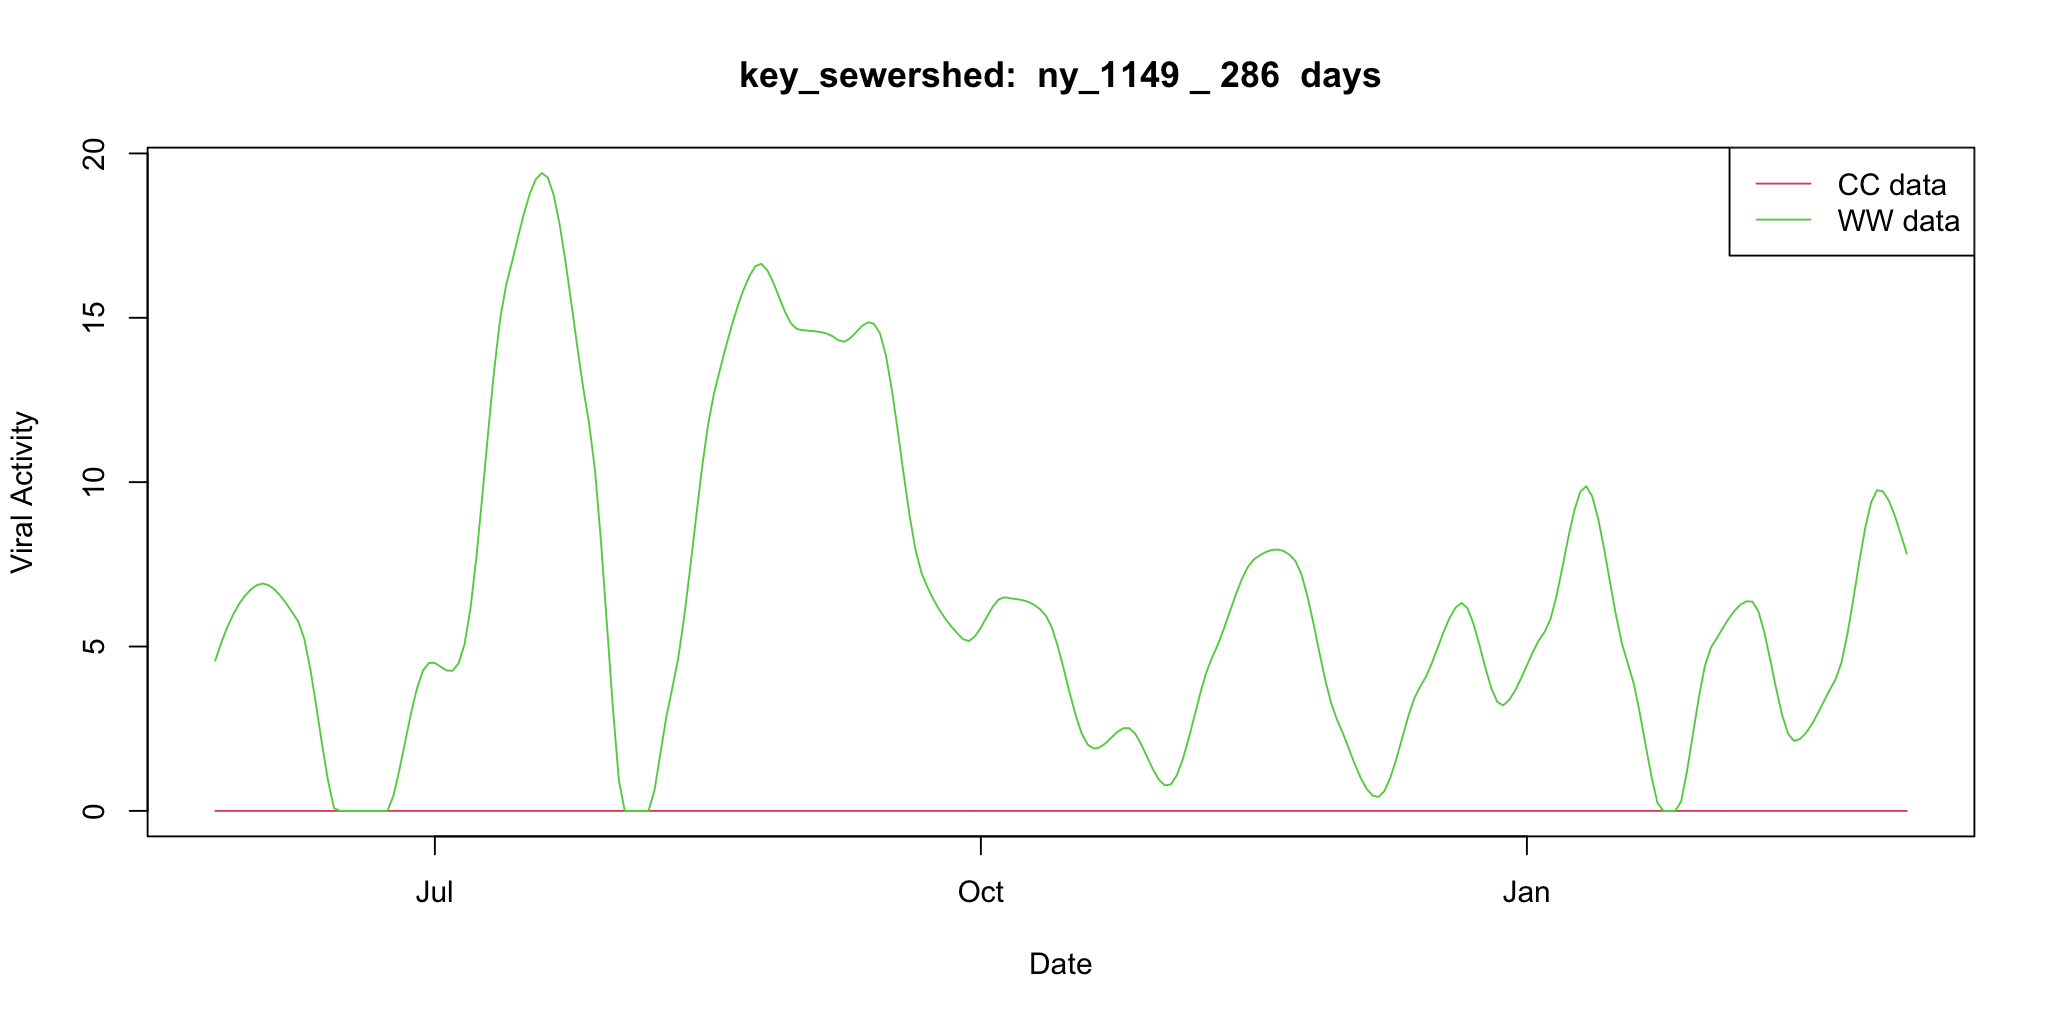 key_sewershed:  ny_1149 _ 286  days
CC data
WW data
Viral Activity
20
15
10
5
0
Jul
Oct
Jan
Date